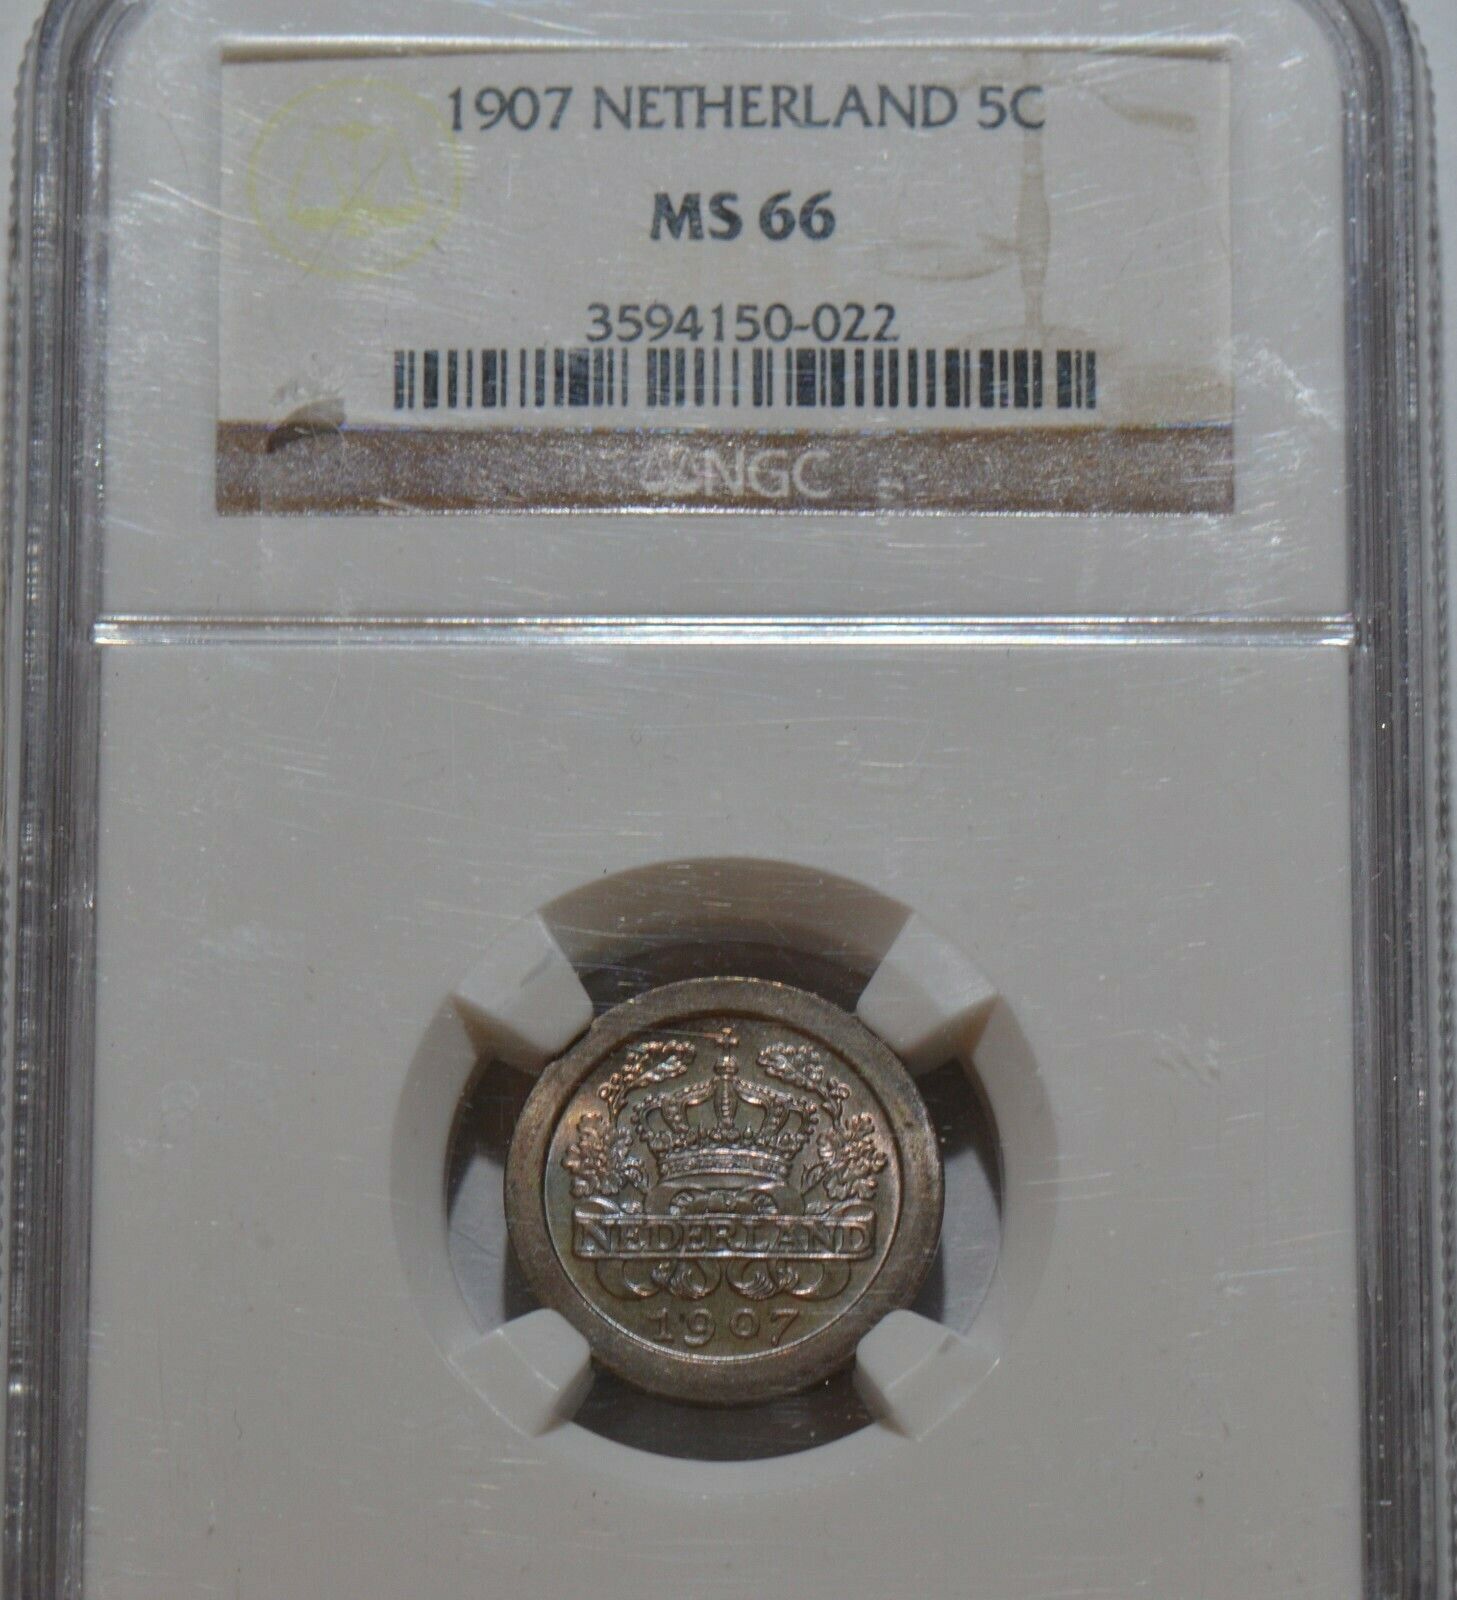 1907 NETHERLAND 5C
MS 66
3594150-022
NGC
NEDERLAND
1907